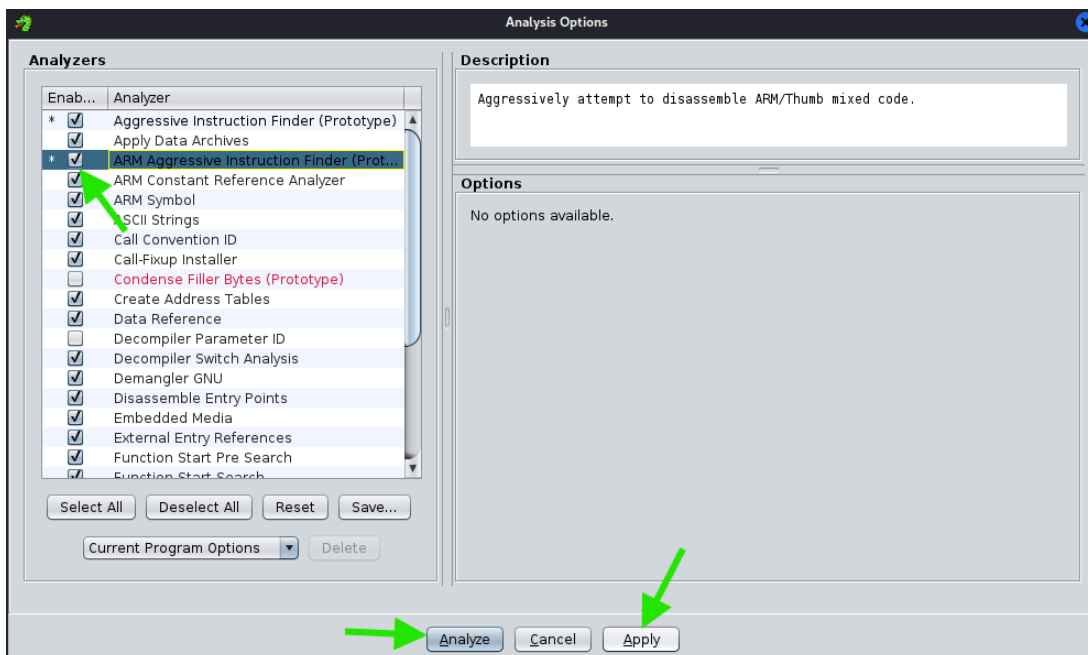 Analysis Options
Analyzers
Enab... Analyzer
* Aggressive Instruction Finder (Prototype)
Apply Data Archives
* ARM Aggressive Instruction Finder (Prot...
ARM Constant Reference Analyzer
ARM Symbol
ASCII Strings
Call Convention ID
Call-Fixup Installer
Condense Filler Bytes (Prototype)
Create Address Tables
Data Reference
Decompiler Parameter ID
Decompiler Switch Analysis
Demangler GNU
Disassemble Entry Points
Embedded Media
External Entry References
Function Start Pre Search
Function Start Search
Select All Deselect All Reset Save...
Current Program Options Delete
Description
Aggressively attempt to disassemble ARM/Thumb mixed code.
Options
No options available.
Analyze Cancel Apply